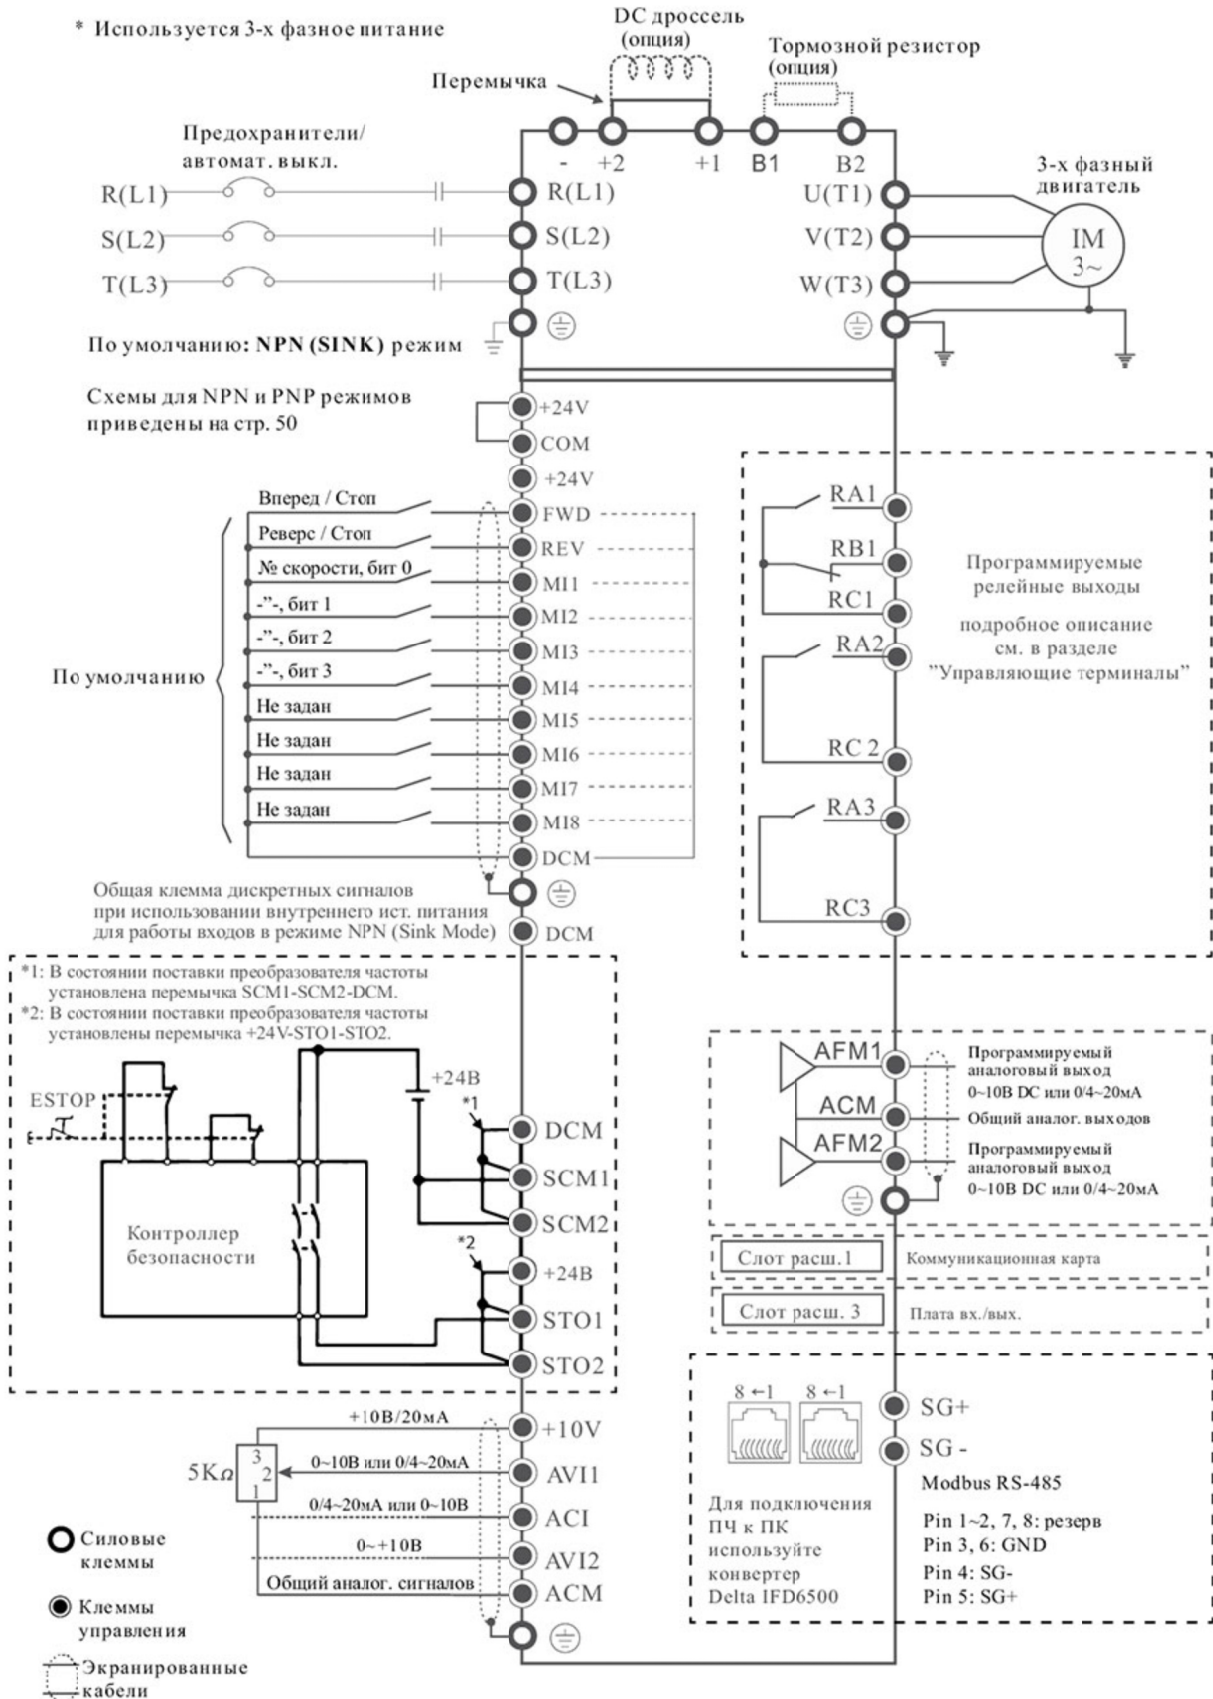 * Используется 3-х фазное питание
DC дроссель
(опция)
Тормозной резистор
(опция)
Перемычка
Предохранители/
автомат. выкл.
- +2 +1 B1 B2
3-х фазный
двигатель
R(L1) R(L1) U(T1)
S(L2) S(L2) V(T2) IM
3~
T(L3) T(L3) W(T3)
По умолчанию: NPN (SINK) режим
Схемы для NPN и PNP режимов
приведены на стр. 50
+24V
COM
+24V
Вперед / Стоп FWD
Реверс / Стоп REV
№ скорости, бит 0 MI1
-”-, бит 1 MI2
-”-, бит 2 MI3
-”-, бит 3 MI4
По умолчанию
Не задан MI5
Не задан MI6
Не задан MI7
Не задан MI8
DCM
Общая клемма дискретных сигналов
при использовании внутреннего ист. питания
для работы входов в режиме NPN (Sink Mode) DCM
RA1
RB1
RC1
RA2
RC 2
RA3
RC3
Программируемые
релейные выходы
подробное описание
см. в разделе
”Управляющие терминалы”
*1: В состоянии поставки преобразователя частоты
установлена перемычка SCM1-SCM2-DCM.
*2: В состоянии поставки преобразователя частоты
установлены перемычка +24V-STO1-STO2.
ESTOP
+24В
*1
DCM
SCM1
SCM2
Контроллер
безопасности
*2
+24В
STO1
STO2
AFM1
Программируемый
аналоговый выход
0~10В DC или 0/4~20мА
ACM
Общий аналог. выходов
AFM2
Программируемый
аналоговый выход
0~10В DC или 0/4~20мА
Слот расш.1 Коммуникационная карта
Слот расш. 3 Плата вх./вых.
+10В/20мА +10V
5KΩ
3
2
1
0~10В или 0/4~20мА AVI1
0/4~20мА или 0~10В ACI
0~+10В AVI2
Общий аналог. сигналов ACM
8 ←1 8 ←1
SG+
SG -
Modbus RS-485
Для подключения
ПЧ к ПК
используйте
конвертер
Delta IFD6500
Pin 1~2, 7, 8: резерв
Pin 3, 6: GND
Pin 4: SG-
Pin 5: SG+
Силовые
клеммы
Клеммы
управления
Экранированные
кабели